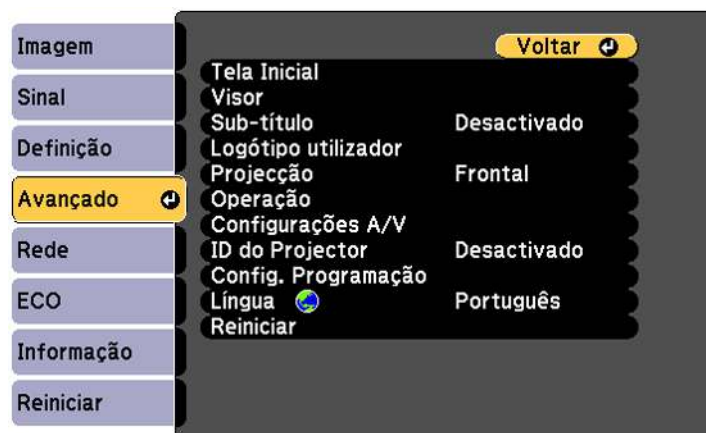 Imagem
Sinal
Definição
Avançado
Rede
ECO
Informação
Reiniciar
Voltar
Tela Inicial
Visor
Sub-título Desactivado
Logótipo utilizador
Projecção Frontal
Operação
Configurações A/V
ID do Projector Desactivado
Config. Programação
Língua Português
Reiniciar